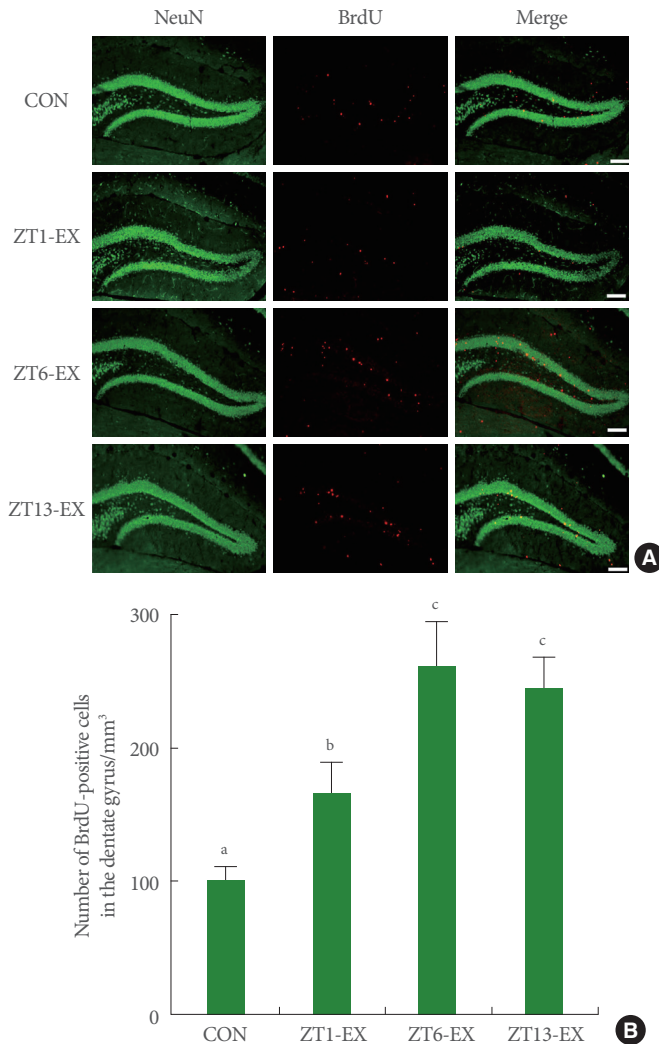 NeuN BrdU Merge
CON
ZT1-EX
ZT6-EX
ZT13-EX
A
300
200
100
0
Number of BrdU-positive cells
in the dentate gyrus/mm³
a
b
c
c
CON ZT1-EX ZT6-EX ZT13-EX
B